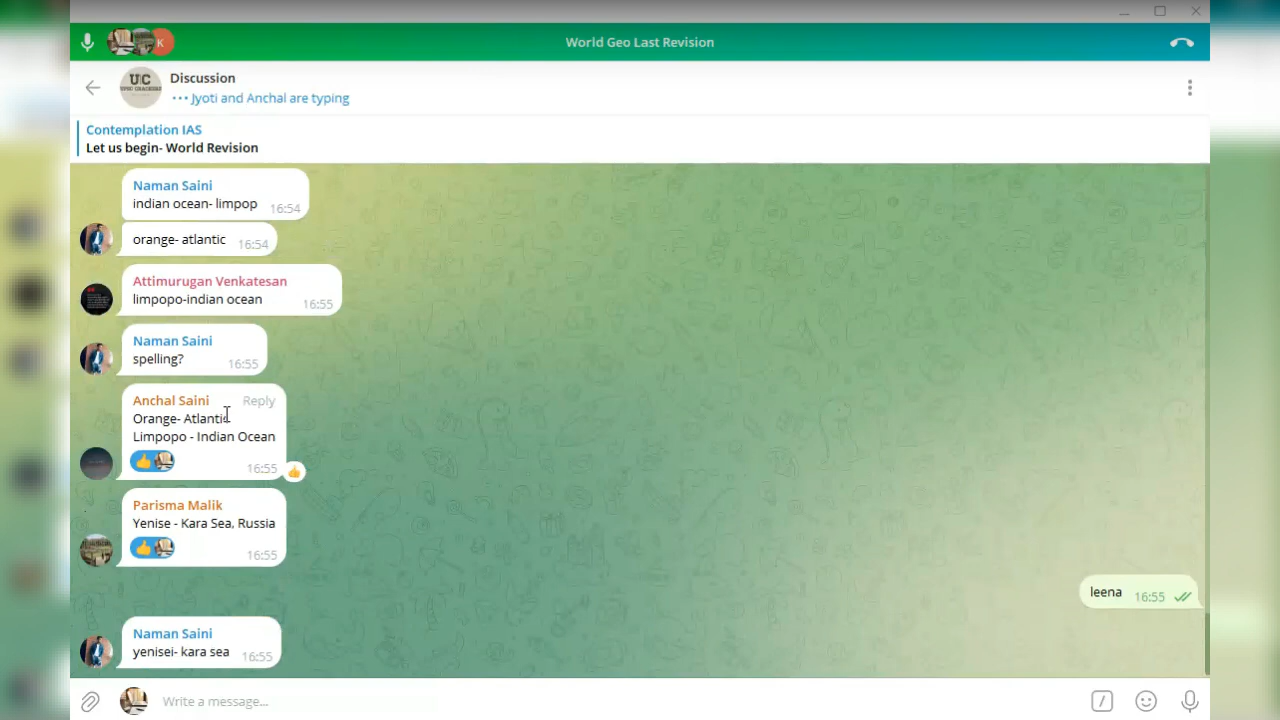 K
World Geo Last Revision
UC
UPSC CRACKERS
Discussion
Jyoti and Anchal are typing
Contemplation IAS
Let us begin- World Revision
Naman Saini
indian ocean- limpop 16:54
orange- atlantic 16:54
Attimurugan Venkatesan
limpopo-indian ocean 16:55
Naman Saini
spelling? 16:55
Anchal Saini Reply
Orange- Atlantic
Limpopo - Indian Ocean
16:55
Parisma Malik
Yenise - Kara Sea, Russia
16:55
leena 16:55
Naman Saini
yenisei- kara sea 16:55
Write a message...